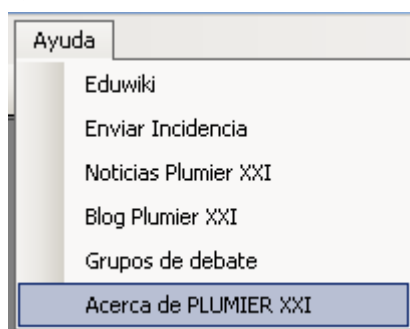 Ayuda
Eduwiki
Enviar Incidencia
Noticias Plumier XXI
Blog Plumier XXI
Grupos de debate
Acerca de PLUMIER XXI